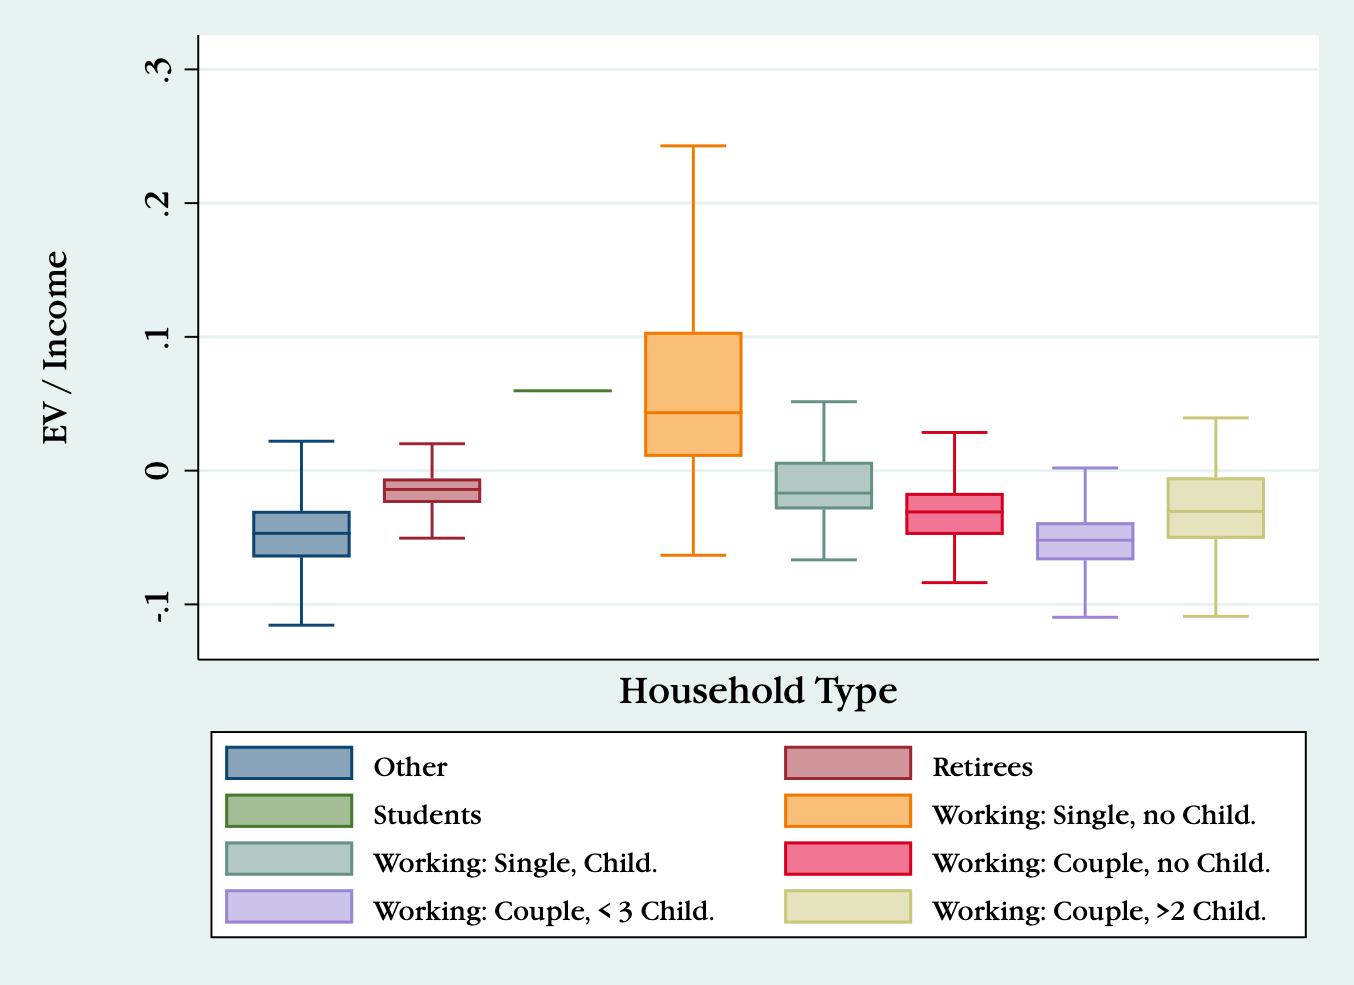 .3
.2
.1
0
-.1
EV / Income
Household Type
Other
Retirees
Students
Working: Single, no Child.
Working: Single, Child.
Working: Couple, no Child.
Working: Couple, < 3 Child.
Working: Couple, >2 Child.